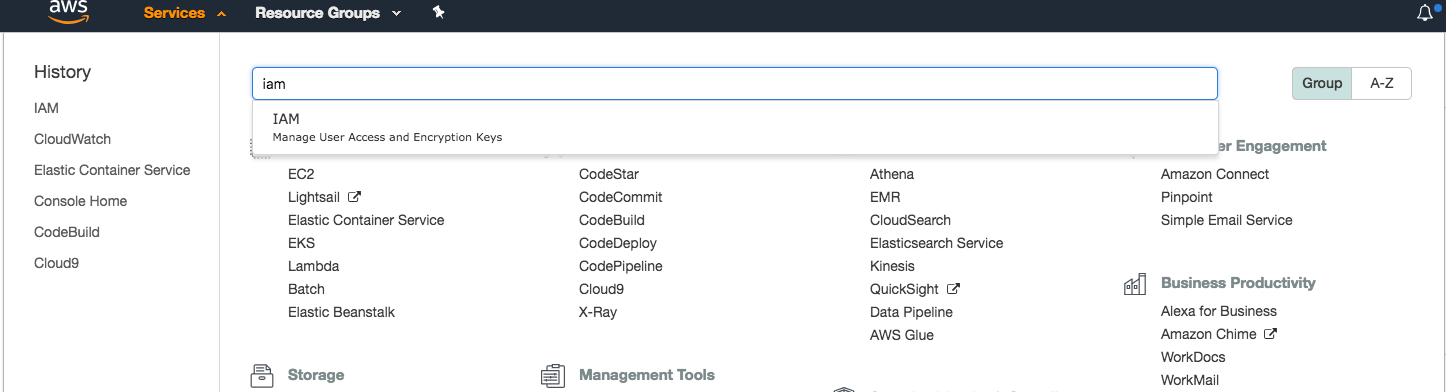 aws
Services
Resource Groups
History
IAM
CloudWatch
Elastic Container Service
Console Home
CodeBuild
Cloud9
iam
Group
A-Z
IAM
Manage User Access and Encryption Keys
EC2
Lightsail
Elastic Container Service
EKS
Lambda
Batch
Elastic Beanstalk
Storage
CodeStar
CodeCommit
CodeBuild
CodeDeploy
CodePipeline
Cloud9
X-Ray
Management Tools
Athena
EMR
CloudSearch
Elasticsearch Service
Kinesis
QuickSight
Data Pipeline
AWS Glue
Engagement
Amazon Connect
Pinpoint
Simple Email Service
Business Productivity
Alexa for Business
Amazon Chime
WorkDocs
WorkMail